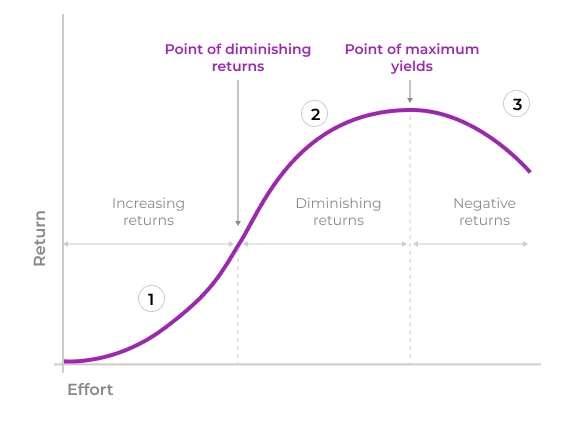 Point of diminishing
returns
Point of maximum
yields
3
2
Increasing
returns
Diminishing
returns
Negative
returns
Return
1
Effort